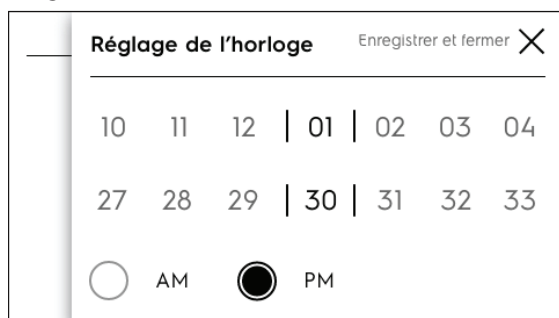 Réglage de l'horloge Enregistrer et fermer
10 11 12 01 02 03 04
27 28 29 30 31 32 33
AM PM